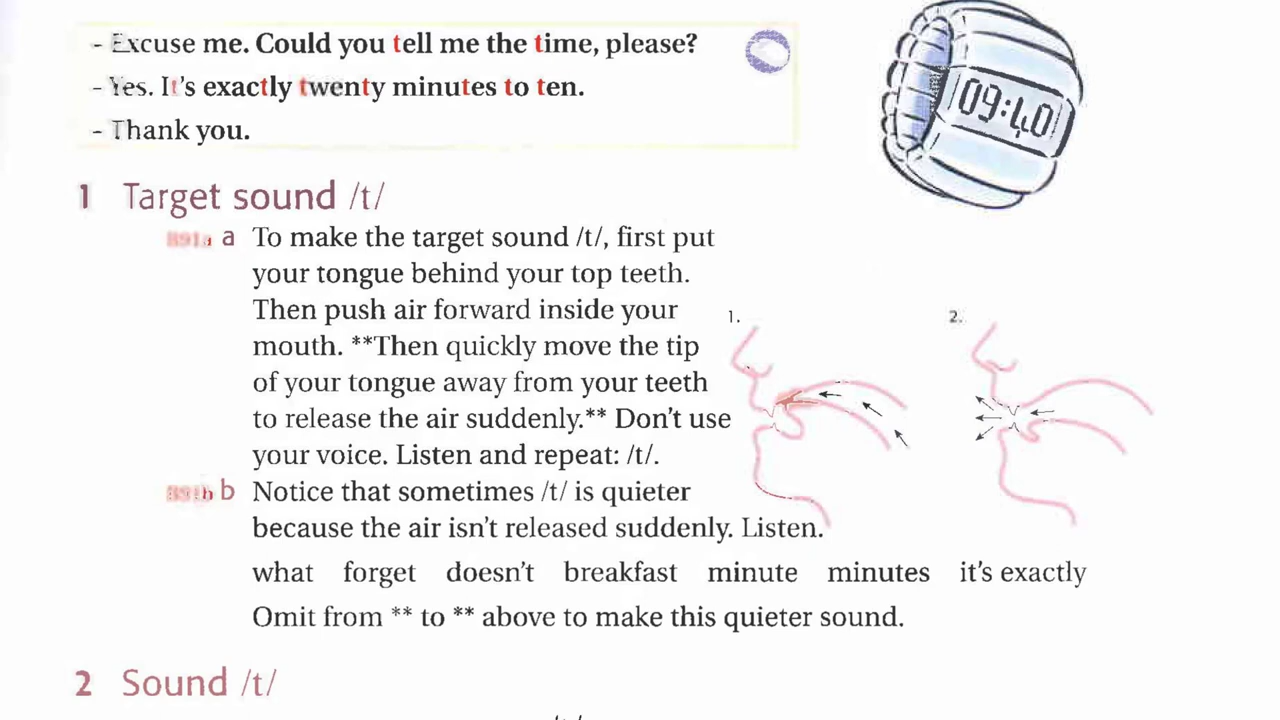 - Excuse me. Could you tell me the time, please?
- Yes. It's exactly twenty minutes to ten.
- Thank you.
09:40
1 Target sound /t/
B91a a To make the target sound /t/, first put
your tongue behind your top teeth.
Then push air forward inside your
mouth. **Then quickly move the tip
of your tongue away from your teeth
to release the air suddenly.** Don't use
your voice. Listen and repeat: /t/.
1.
2.
B91b b Notice that sometimes /t/ is quieter
because the air isn't released suddenly. Listen.
what forget doesn't breakfast minute minutes it's exactly
Omit from ** to ** above to make this quieter sound.
2 Sound /t/